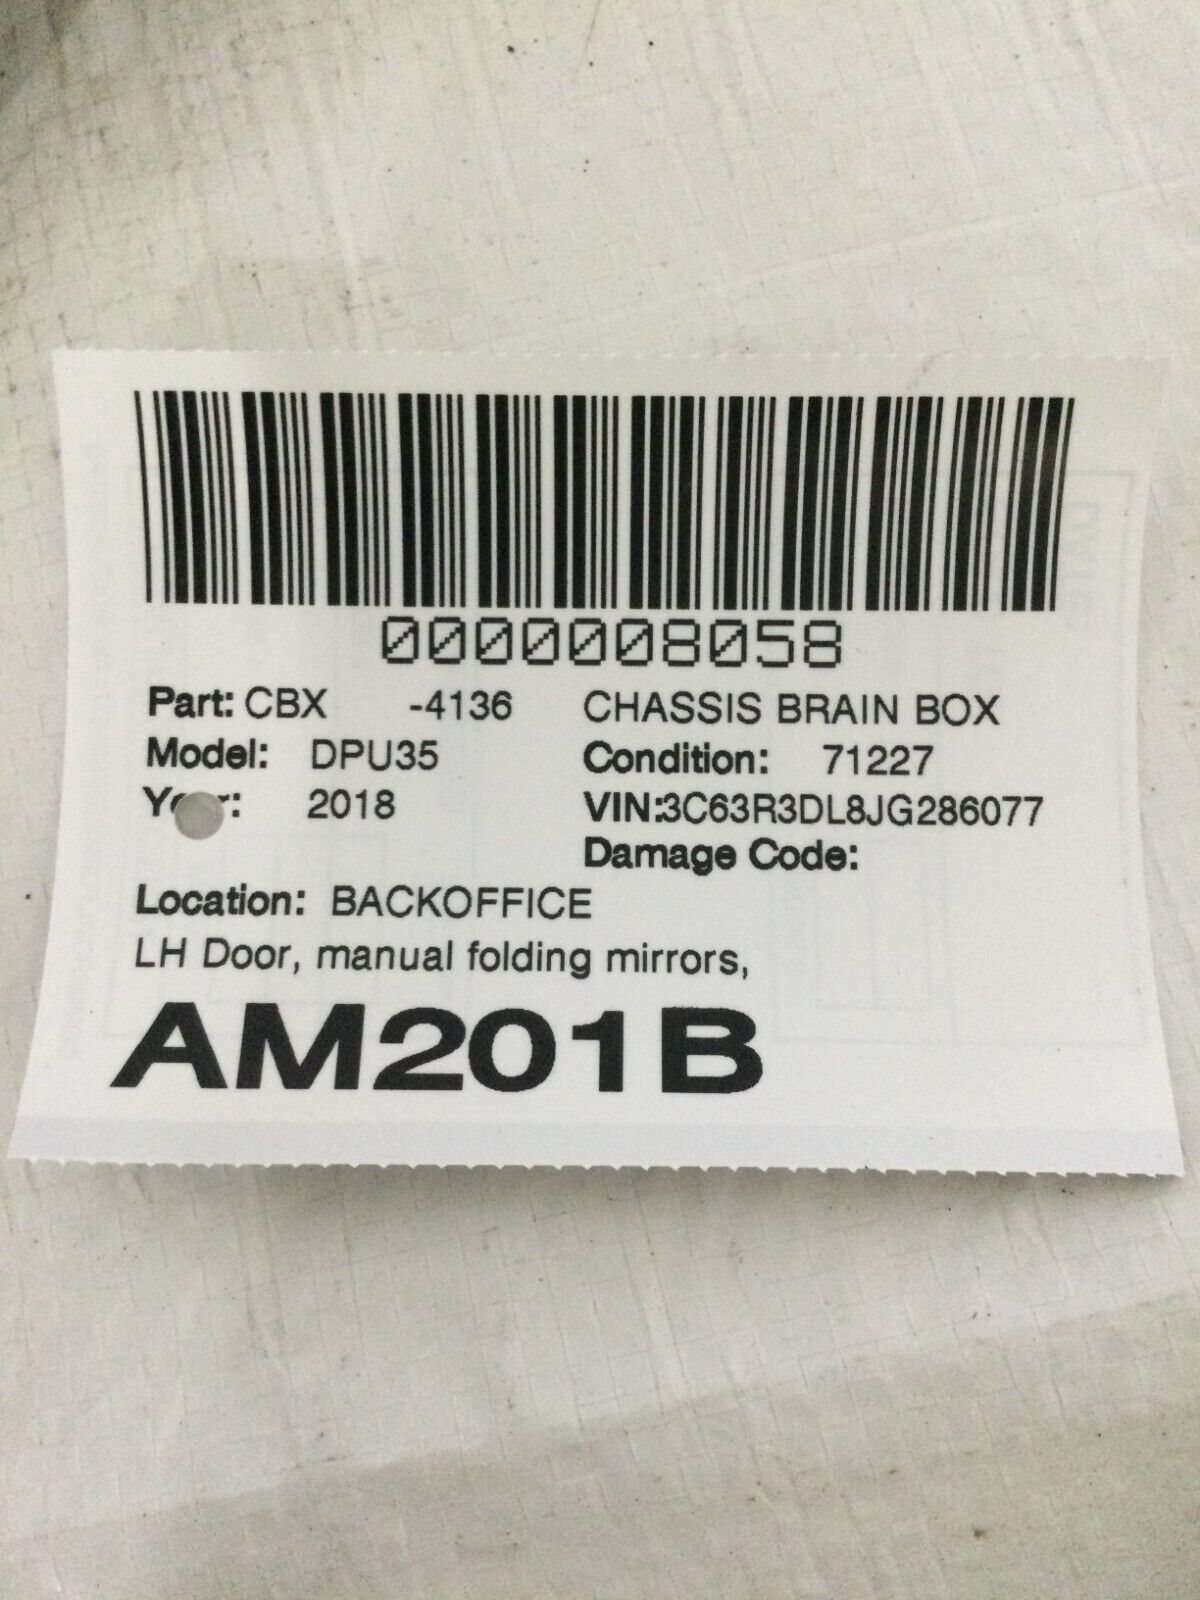 0000008058
Part: CBX -4136 CHASSIS BRAIN BOX
Model: DPU35 Condition: 71227
2018 VIN:3C63R3DL8JG286077
Damage Code:
Location: BACKOFFICE
LH Door, manual folding mirrors,
AM201B